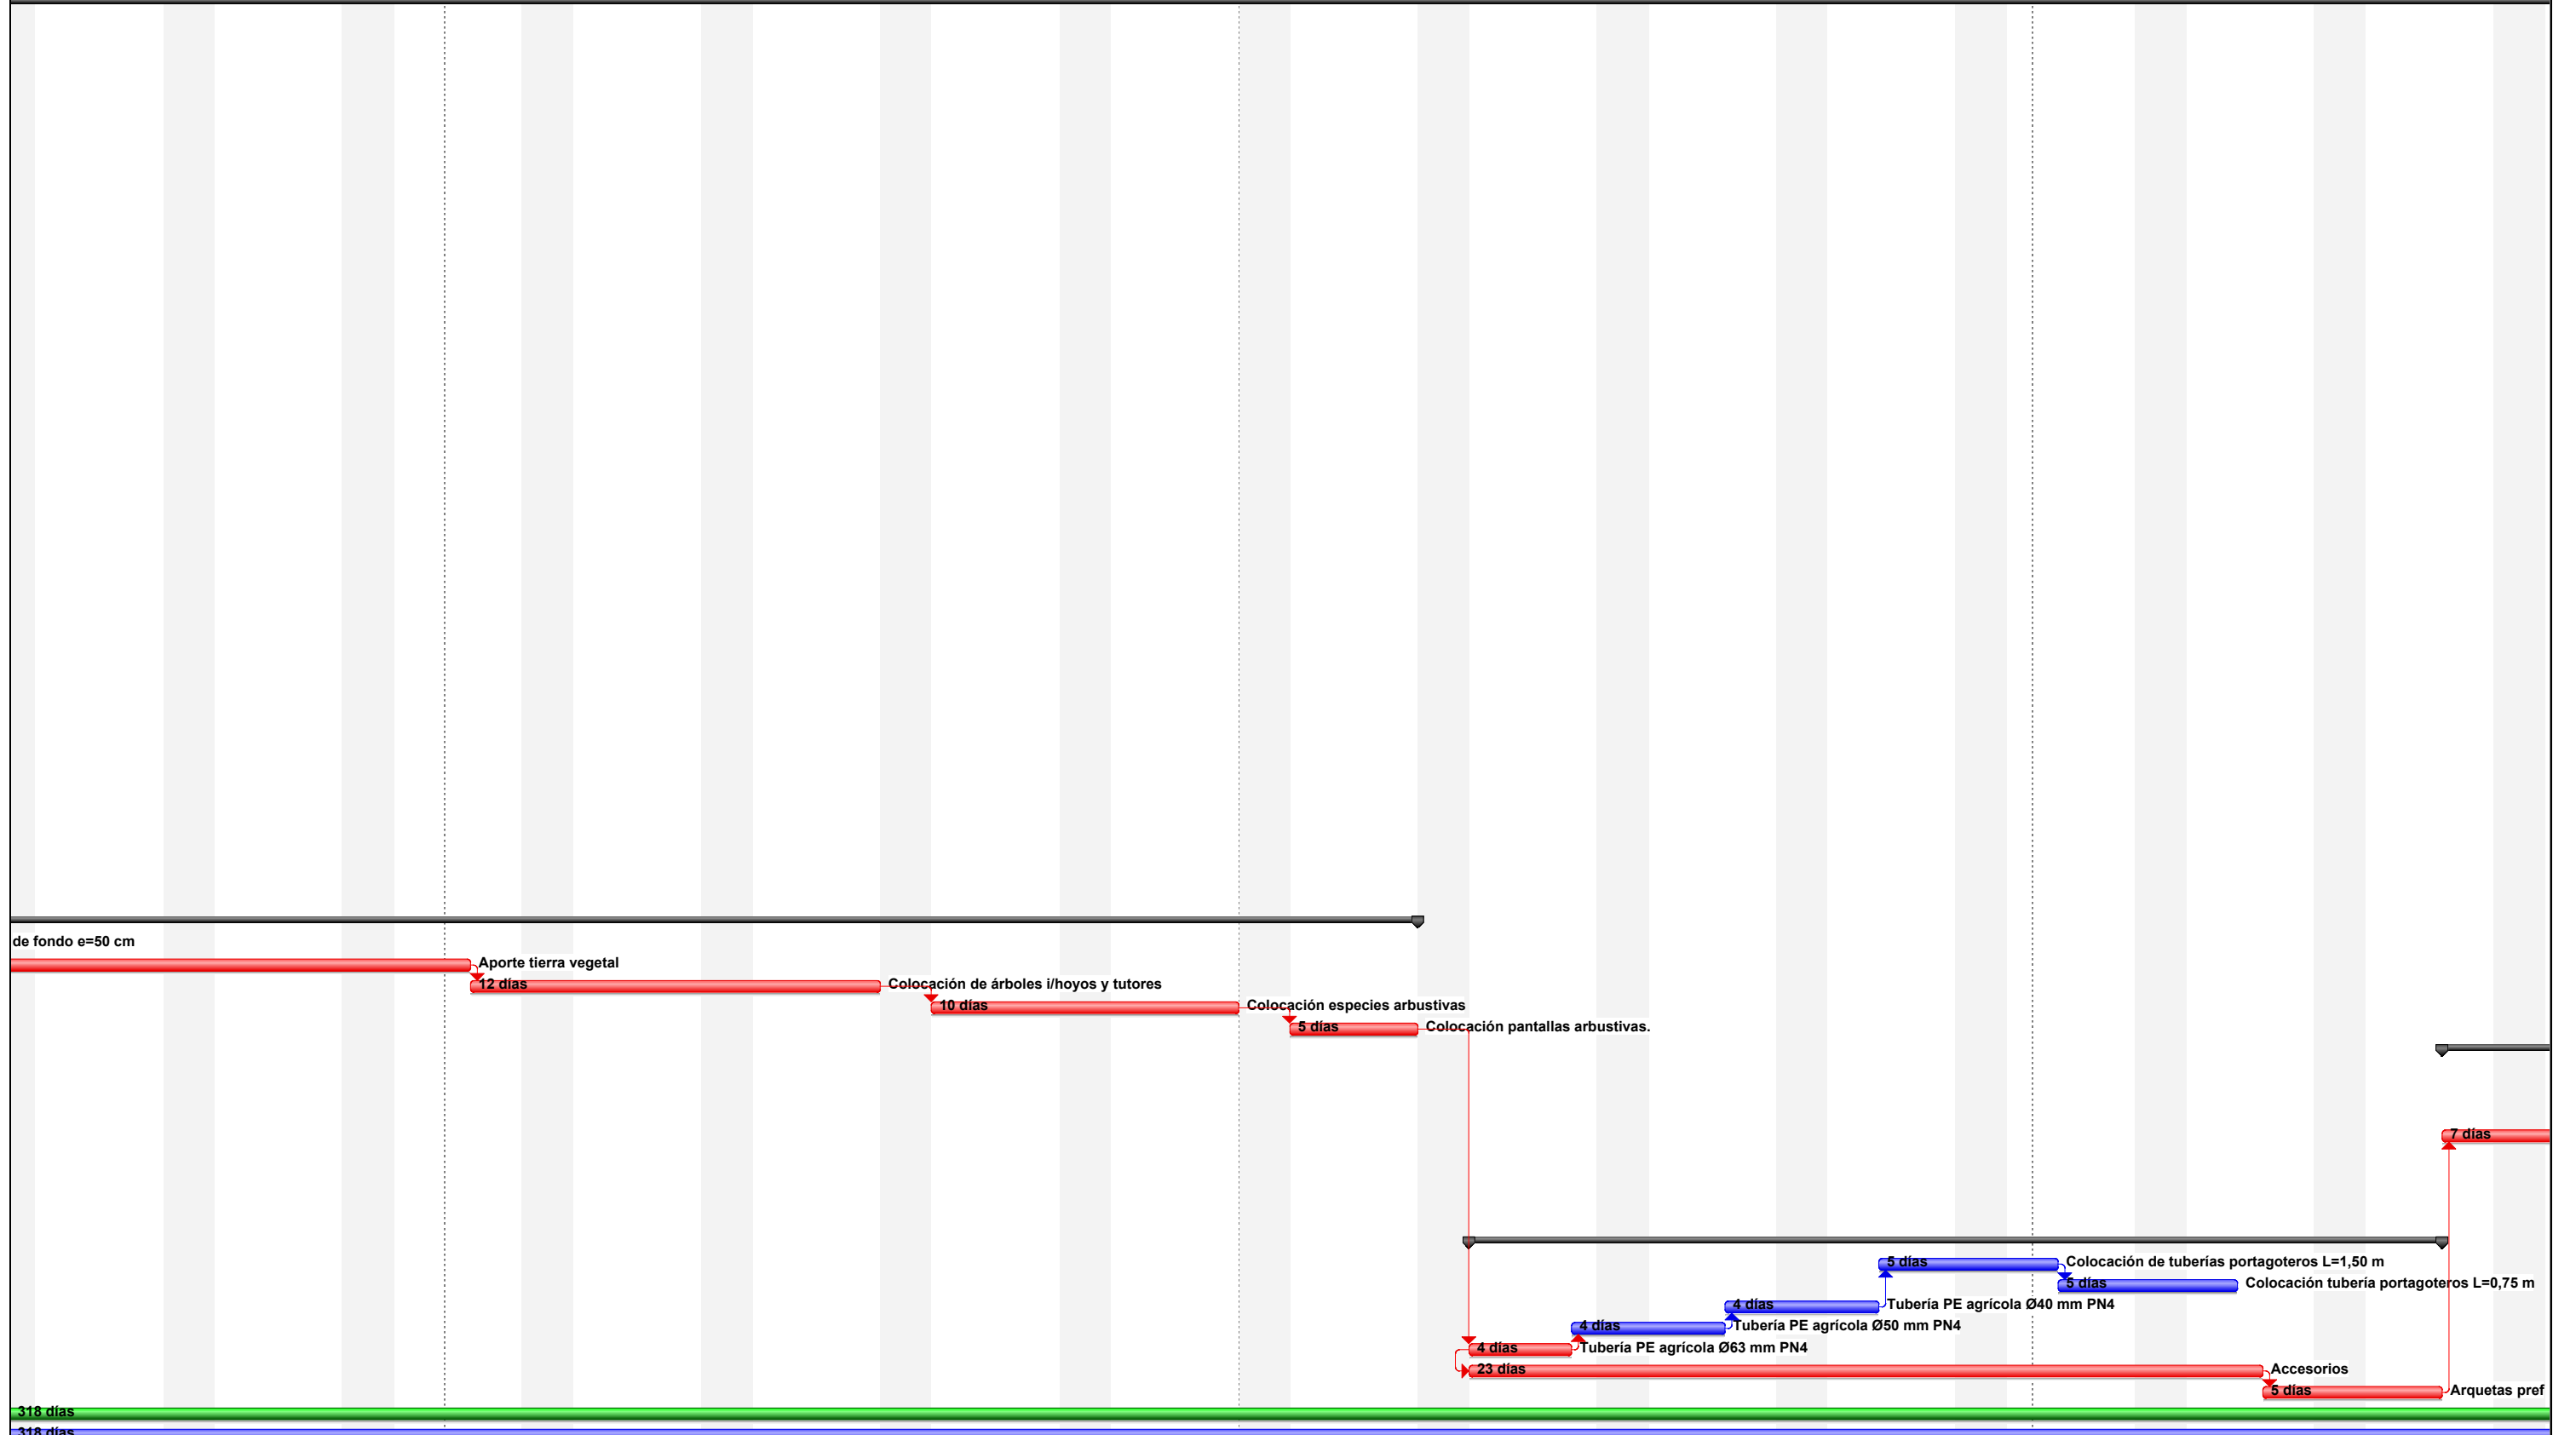 de fondo e=50 cm
Aporte tierra vegetal
12 días Colocación de árboles i/hoyos y tutores
10 días Colocación especies arbustivas
5 días Colocación pantallas arbustivas.
7 días
5 días Colocación de tuberías portagoteros L=1,50 m
5 días Colocación tubería portagoteros L=0,75 m
4 días Tubería PE agrícola Ø40 mm PN4
4 días Tubería PE agrícola Ø50 mm PN4
4 días Tubería PE agrícola Ø63 mm PN4
23 días Accesorios
5 días Arquetas pref
318 días
318 días